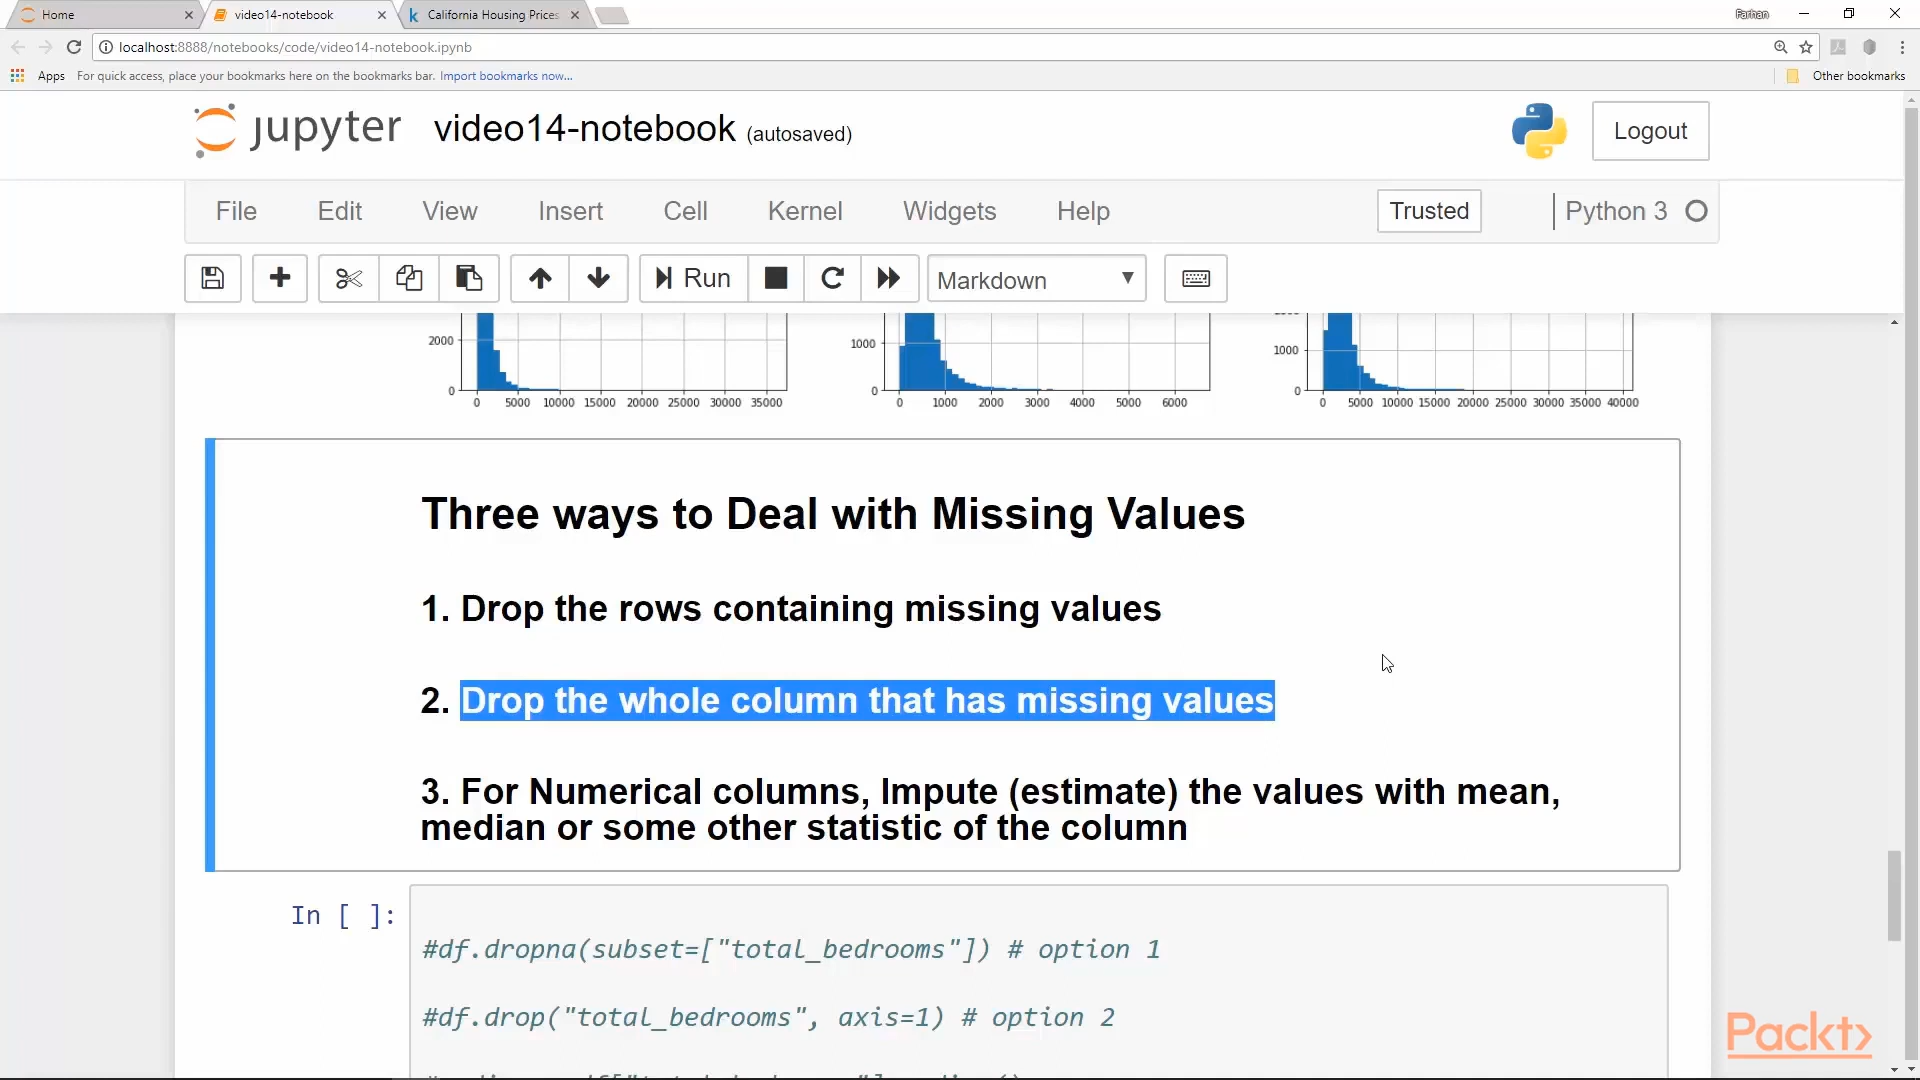 Home
video14-notebook
California Housing Prices
Farhan
localhost:8888/notebooks/code/video14-notebook.ipynb
Apps For quick access, place your bookmarks here on the bookmarks bar. Import bookmarks now... Other bookmarks
jupyter video14-notebook (autosaved) Logout
File Edit View Insert Cell Kernel Widgets Help Trusted Python 3
Run Markdown
2000 1000 1000
0 0 0
0 5000 10000 15000 20000 25000 30000 35000 0 1000 2000 3000 4000 5000 6000 0 5000 10000 15000 20000 25000 30000 35000 40000
Three ways to Deal with Missing Values
1. Drop the rows containing missing values
2. Drop the whole column that has missing values
3. For Numerical columns, Impute (estimate) the values with mean,
median or some other statistic of the column
In [ ]:
#df.dropna(subset=["total_bedrooms"]) # option 1
#df.drop("total_bedrooms", axis=1) # option 2
Packt>